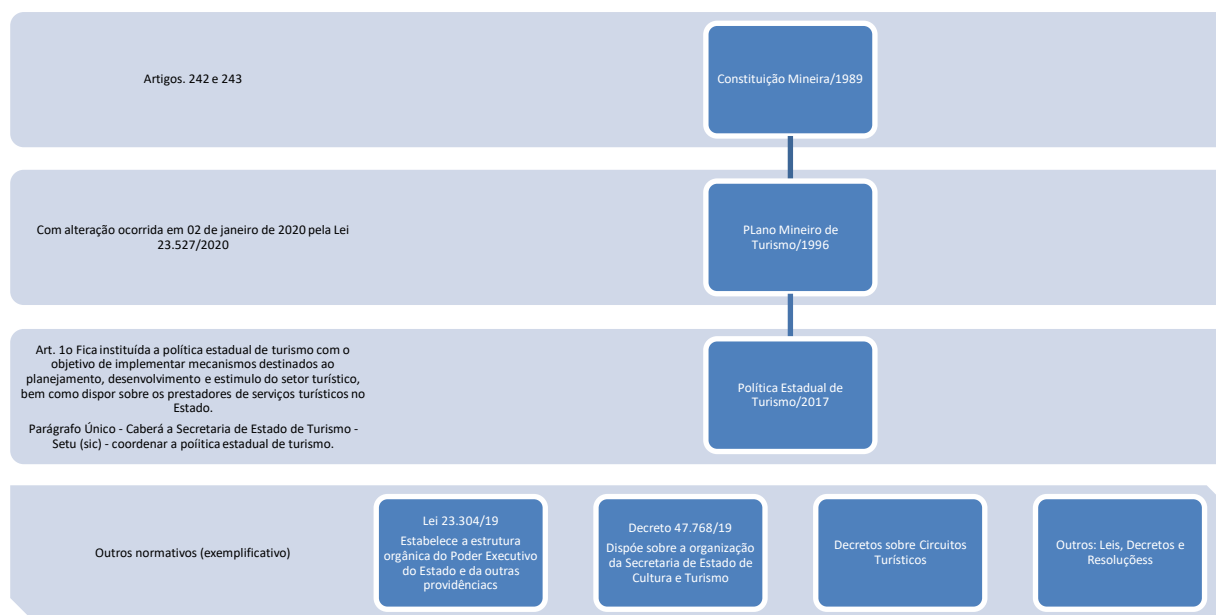 Artigos. 242 e 243
Constituição Mineira/1989
Com alteração ocorrida em 02 de janeiro de 2020 pela Lei
23.527/2020
PLano Mineiro de
Turismo/1996
Art. 1o Fica instituída a política estadual de turismo com o
objetivo de implementar mecanismos destinados ao
planejamento, desenvolvimento e estimulo do setor turístico,
bem como dispor sobre os prestadores de serviços turísticos no
Estado.
Parágrafo Único - Caberá a Secretaria de Estado de Turismo -
Setu (sic) - coordenar a poíitica estadual de turismo.
Política Estadual de
Turismo/2017
Outros normativos (exemplificativo)
Lei 23.304/19
Estabelece a estrutura
orgânica do Poder Executivo
do Estado e da outras
providênciacs
Decreto 47.768/19
Dispõe sobre a organização
da Secretaria de Estado de
Cultura e Turismo
Decretos sobre Circuitos
Turísticos
Outros: Leis, Decretos e
Resoluçõess